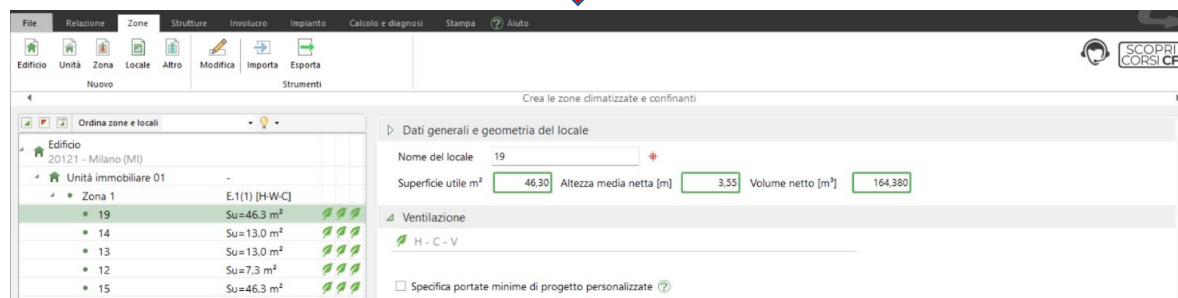 File Relazione Zone Strutture Involucro Impianto Calcolo e diagnosi Stampa ? Aiuto
Edificio Unità Zona Locale Altro Modifica Importa Esporta
SCOPRI
CORSI CF
Nuovo Strumenti
Crea le zone climatizzate e confinanti
Ordina zone e locali
Edificio
20121 - Milano (MI)
Unità immobiliare 01 -
Zona 1 E.1(1) [H-W-C]
19 Su=46,3 m²
14 Su=13,0 m²
13 Su=13,0 m²
12 Su=7,3 m²
15 Su=46,3 m²
Dati generali e geometria del locale
Nome del locale 19
Superficie utile m² 46,30 Altezza media netta [m] 3,55 Volume netto [m³] 164,380
Ventilazione
H - C - V
Specifica portate minime di progetto personalizzate ?